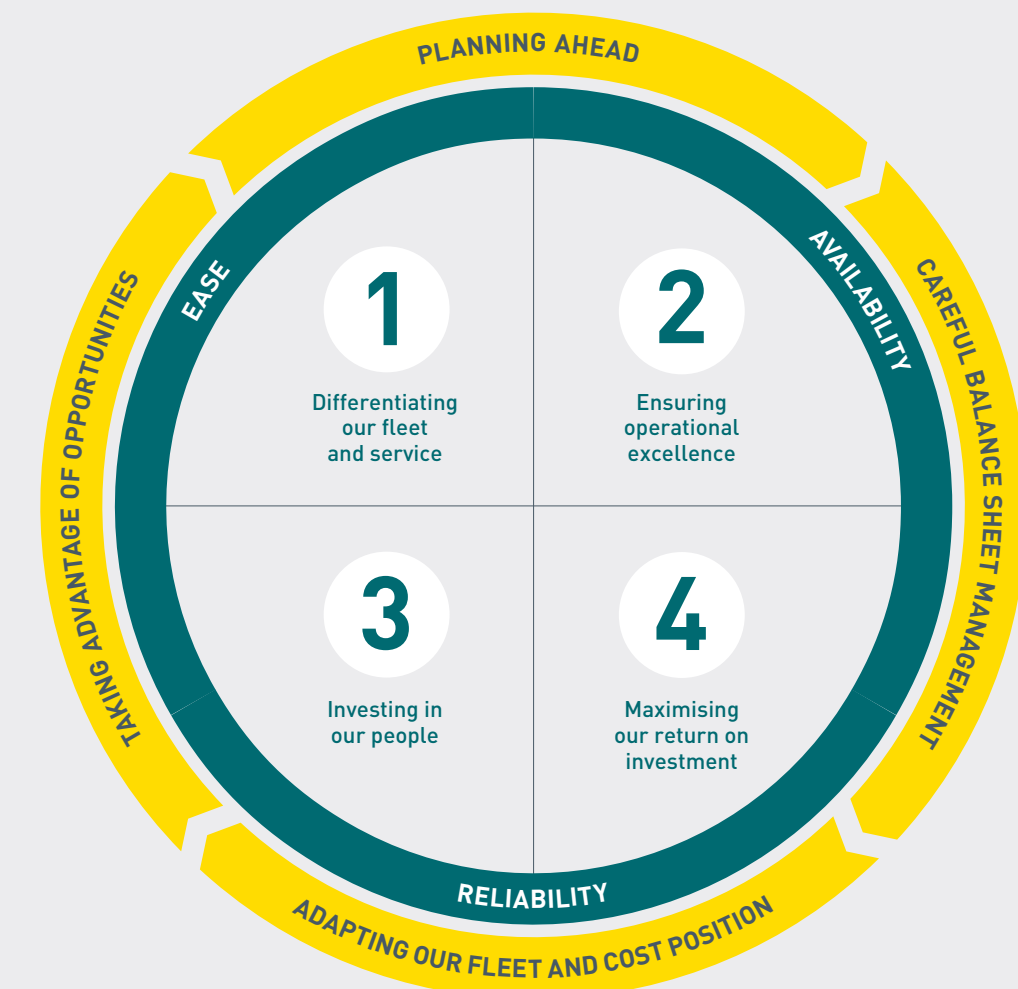 PLANNING AHEAD
EASE
AVAILABILITY
TAKING ADVANTAGE OF OPPORTUNITIES
CAREFUL BALANCE SHEET MANAGEMENT
1
Differentiating
our fleet
and service
2
Ensuring
operational
excellence
3
Investing in
our people
4
Maximising
our return on
investment
RELIABILITY
ADAPTING OUR FLEET AND COST POSITION